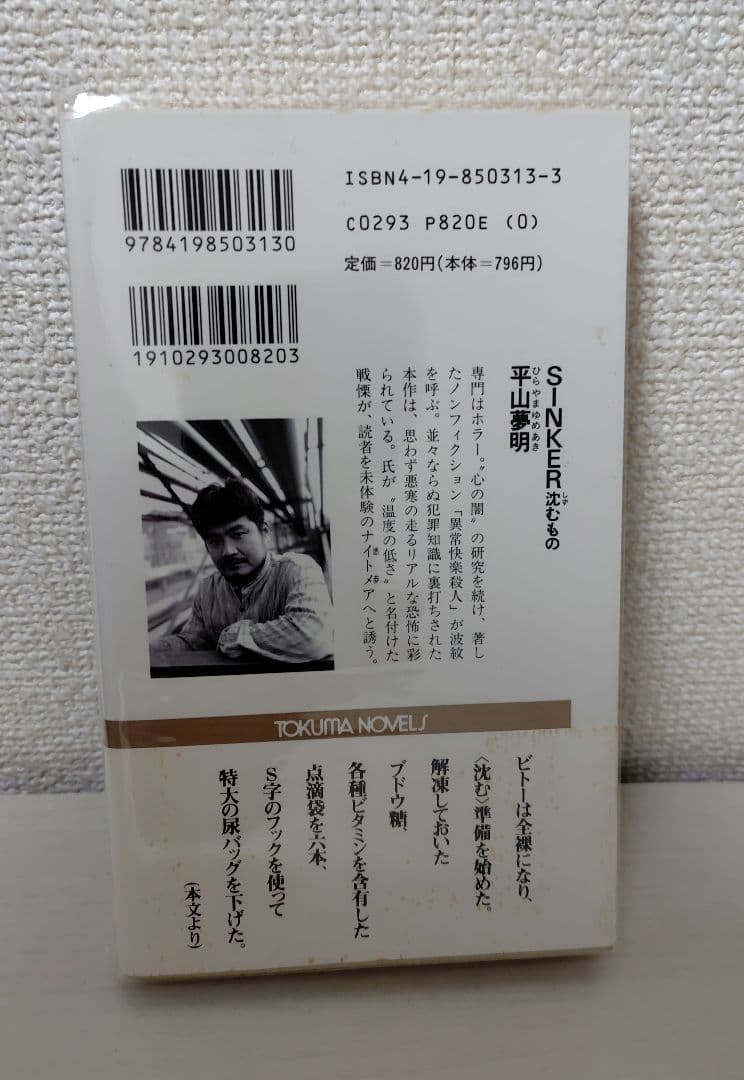 9784198503130
1910293008203
ISBN4-19-850313-3
C0293 P820E (0)
定価=820円(本体=796円)
SINKER 沈むもの
しず
平山夢明
ひらやまゆめあき
専門はホラー。〝心の闇〟の研究を続け、著し
たノンフィクション「異常快楽殺人」が波紋
を呼ぶ。並々ならぬ犯罪知識に裏打ちされた
本作は、思わず悪寒の走るリアルな恐怖に彩
られている。氏が〝温度の低さ〟と名付けた
戦慄が、読者を未体験のナイトメアへと誘う。
TOKUMA NOVELS
ビトーは全裸になり、
〈沈む〉準備を始めた。
解凍しておいた
ブドウ糖、
各種ビタミンを含有した
点滴袋を六本、
S字のフックを使って
特大の尿バッグを下げた。
(本文より)